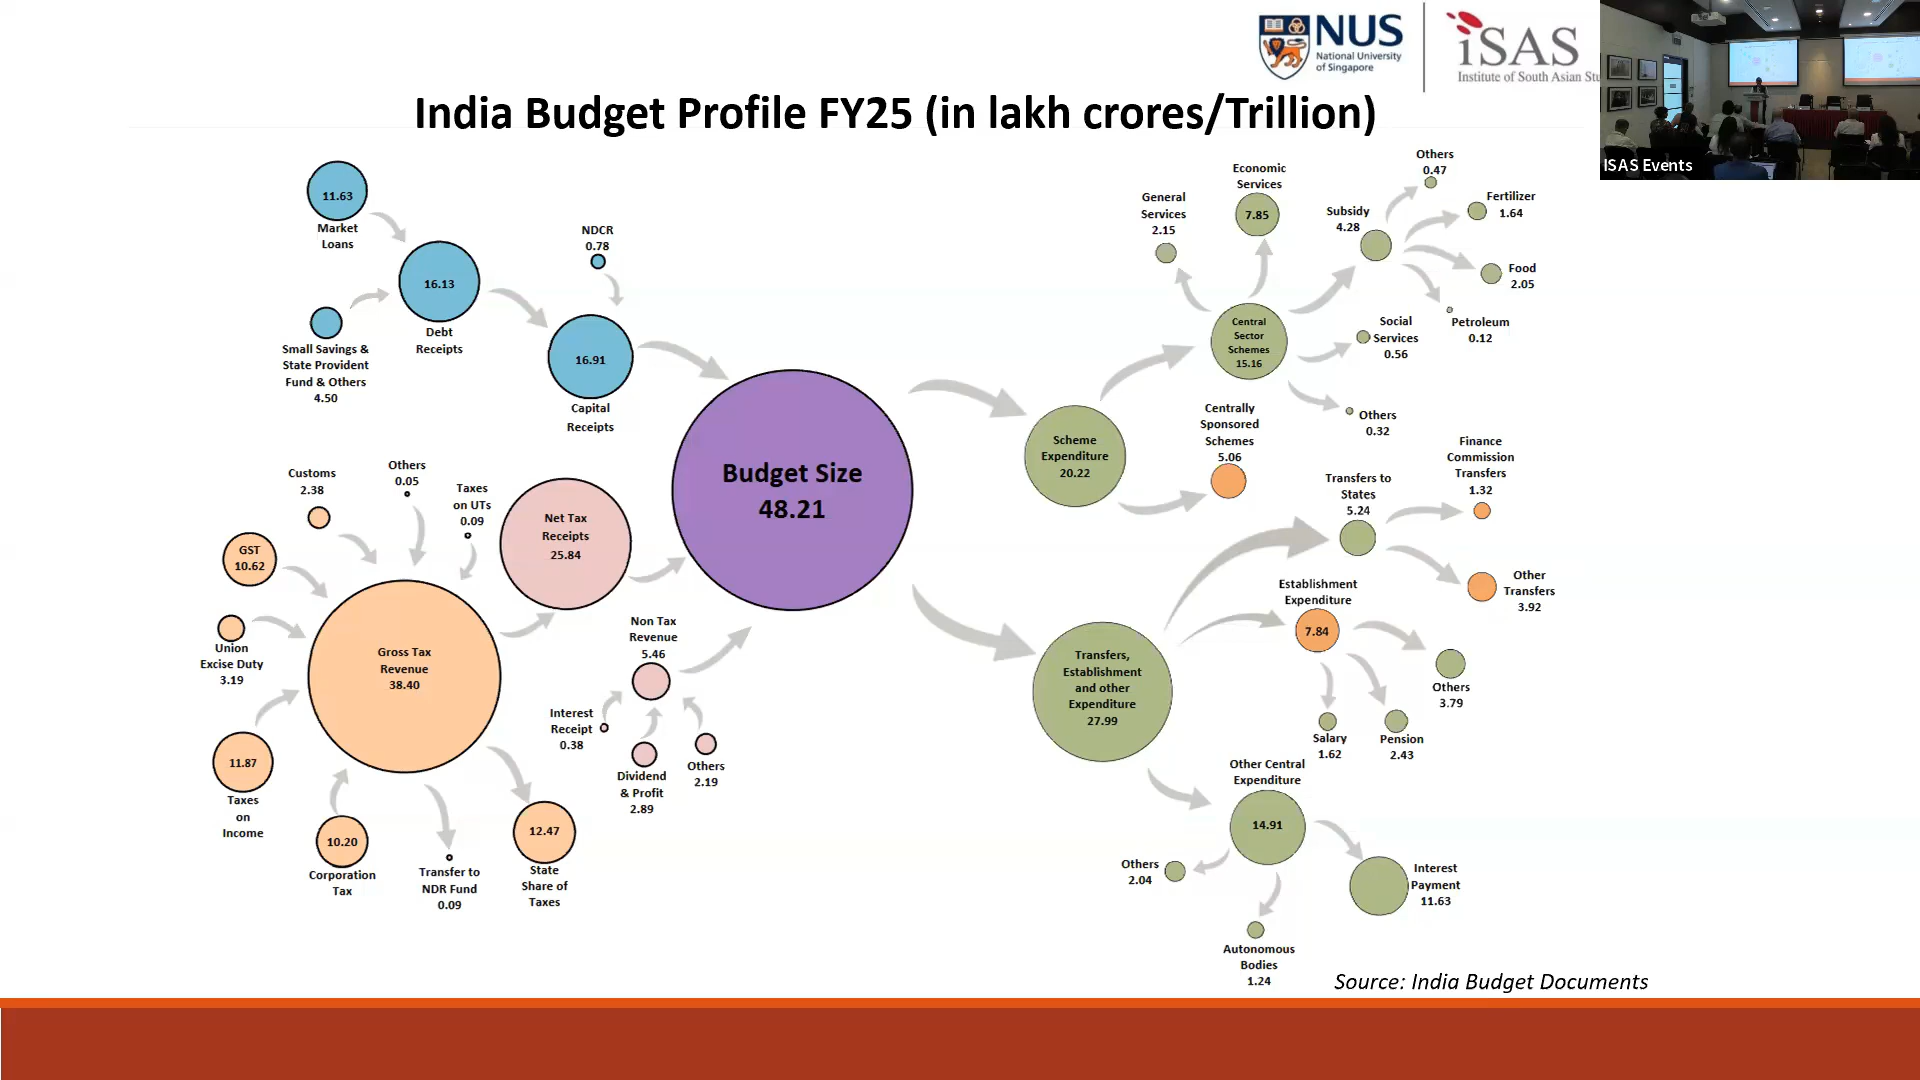 NUS
National University
of Singapore
iSAS
Institute of South Asian Stu
ISAS Events
India Budget Profile FY25 (in lakh crores/Trillion)
11.63
Market
Loans
16.13
Debt
Receipts
Small Savings &
State Provident
Fund & Others
4.50
NDCR
0.78
16.91
Capital
Receipts
Budget Size
48.21
Customs
2.38
Others
0.05
Taxes
on UTs
0.09
GST
10.62
Union
Excise Duty
3.19
Gross Tax
Revenue
38.40
11.87
Taxes
on
Income
10.20
Corporation
Tax
Transfer to
NDR Fund
0.09
12.47
State
Share of
Taxes
Net Tax
Receipts
25.84
Non Tax
Revenue
5.46
Interest
Receipt
0.38
Dividend
& Profit
2.89
Others
2.19
Scheme
Expenditure
20.22
Central
Sector
Schemes
15.16
General
Services
2.15
Economic
Services
7.85
Subsidy
4.28
Others
0.47
Fertilizer
1.64
Food
2.05
Petroleum
0.12
Social
Services
0.56
Others
0.32
Centrally
Sponsored
Schemes
5.06
Transfers,
Establishment
and other
Expenditure
27.99
Transfers to
States
5.24
Finance
Commission
Transfers
1.32
Other
Transfers
3.92
Establishment
Expenditure
7.84
Salary
1.62
Pension
2.43
Others
3.79
Other Central
Expenditure
14.91
Others
2.04
Autonomous
Bodies
1.24
Interest
Payment
11.63
Source: India Budget Documents